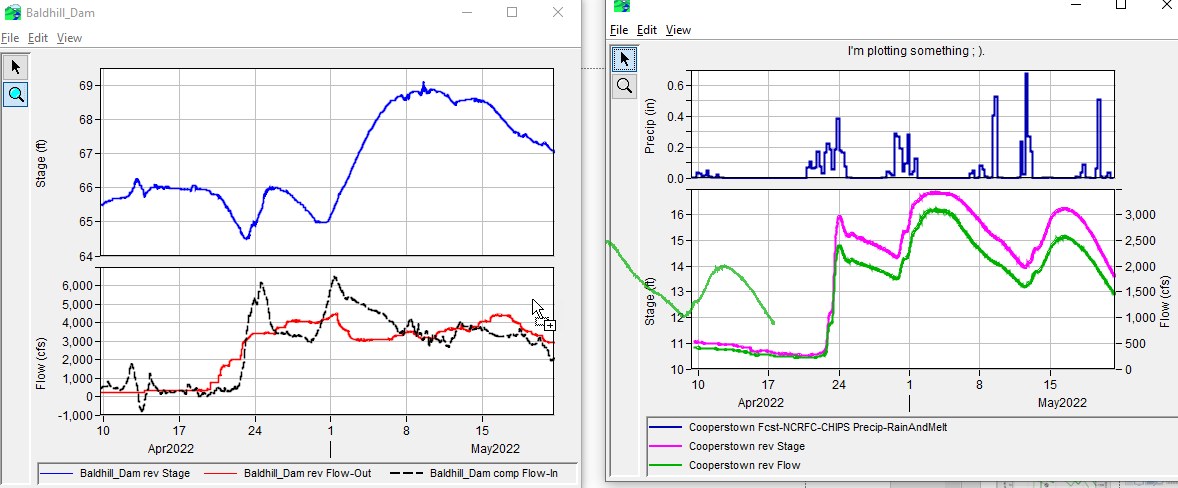 Baldhill_Dam
File Edit View
69
68
67
66
65
64
Stage (ft)
6,000
5,000
4,000
3,000
2,000
1,000
0
-1,000
Flow (cfs)
10 17 24 1 8 15
Apr2022 May2022
Baldhill_Dam rev Stage Baldhill_Dam rev Flow-Out Baldhill_Dam comp Flow-In
File Edit View
I'm plotting something ; ).
0.6
0.4
0.2
0.0
Precip (in)
16
15
14
13
12
11
10
Stage (ft)
3,000
2,500
2,000
1,500
1,000
500
0
Flow (cfs)
10 17 24 1 8 15
Apr2022 May2022
Cooperstown Fcst-NCRFC-CHIPS Precip-RainAndMelt
Cooperstown rev Stage
Cooperstown rev Flow